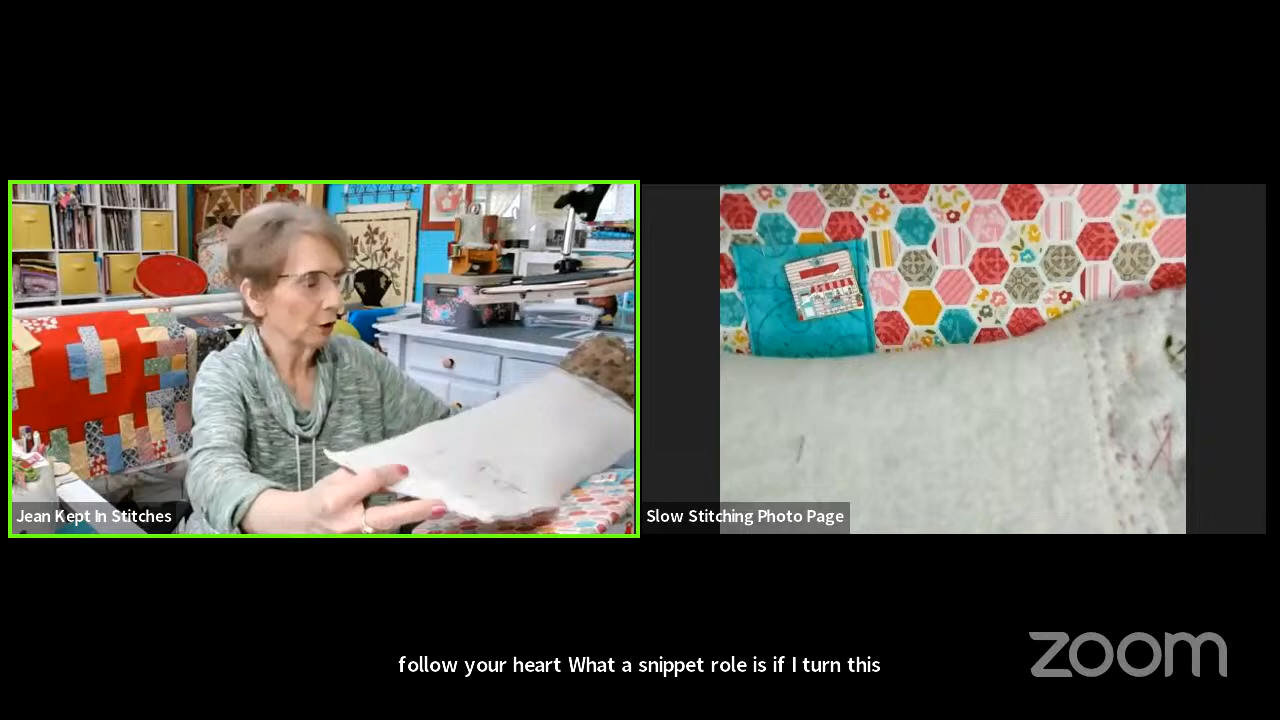 Jean Kept In Stitches
Slow Stitching Photo Page
follow your heart What a snippet role is if I turn this
zoom